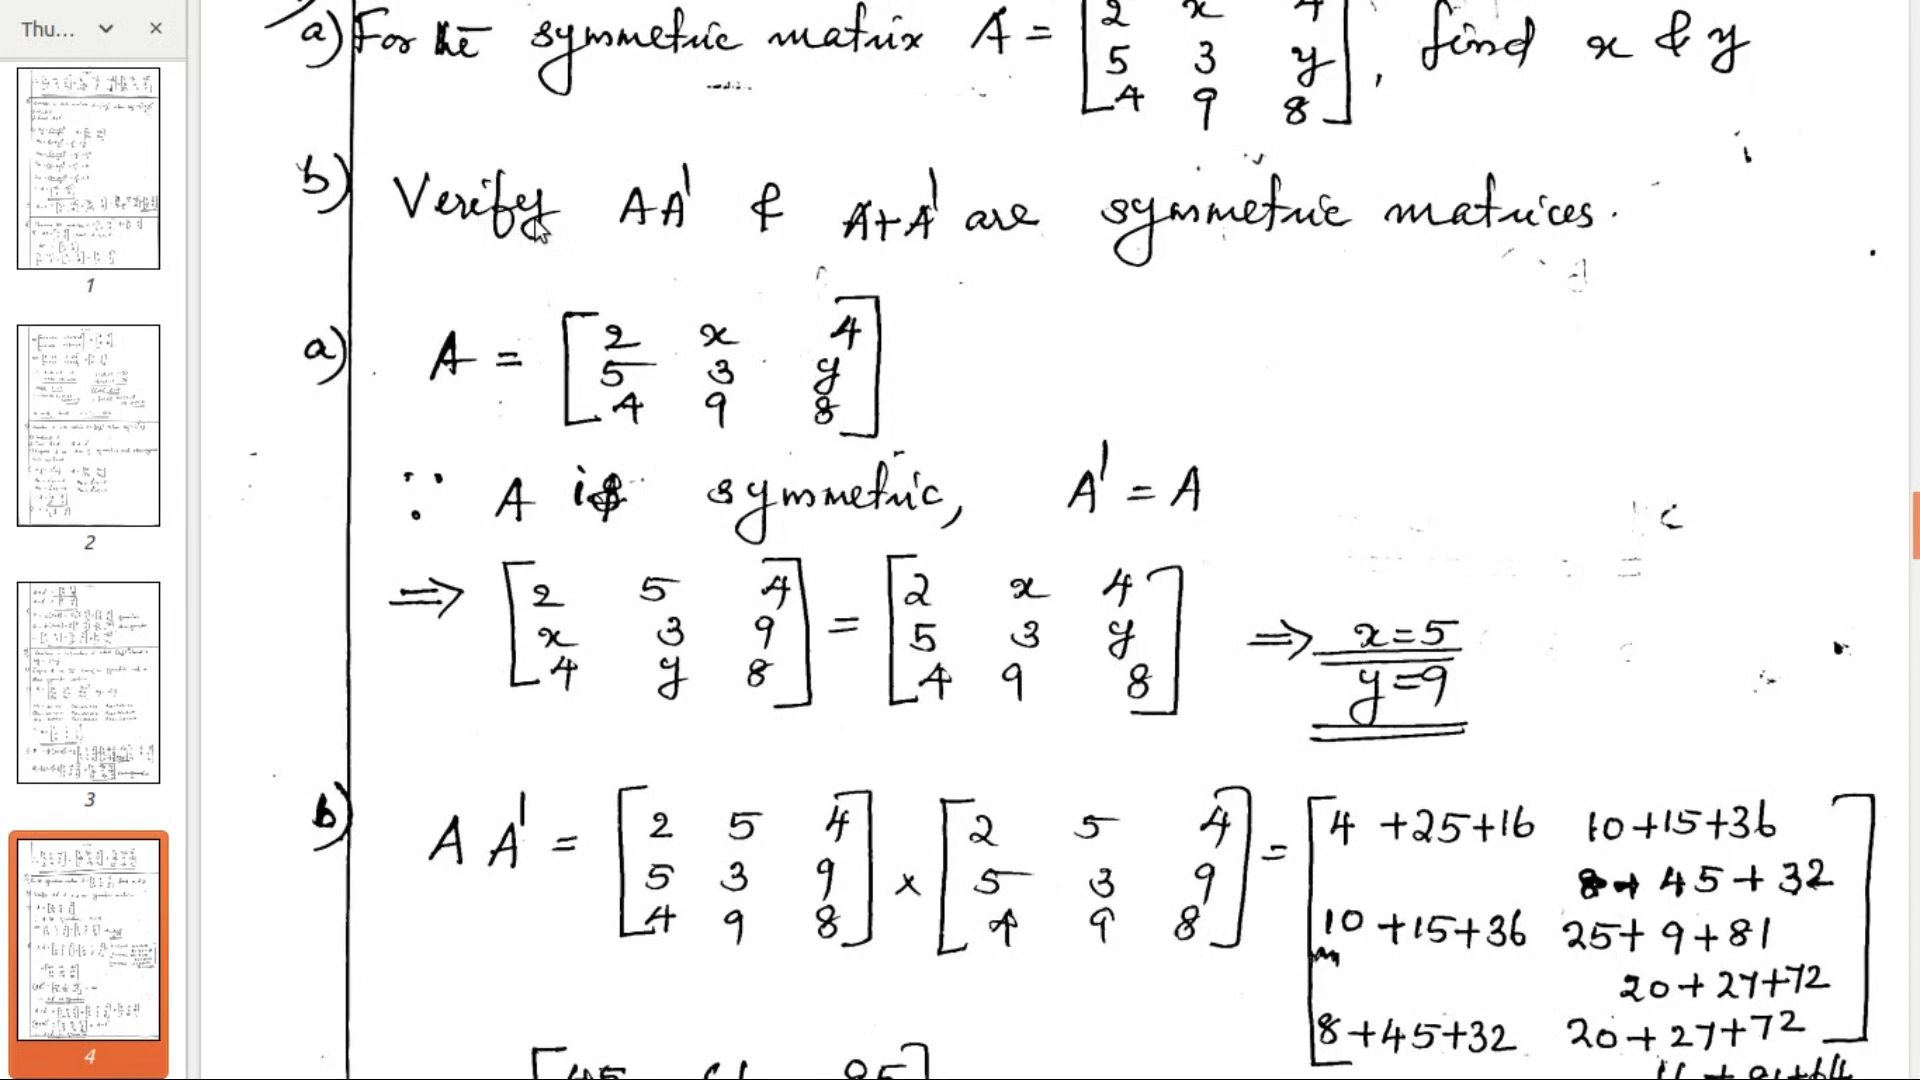 Thu...
1
2
3
4
a) For the symmetric matrix A = [2 x 4
5 3 y
4 9 8], find x & y
b) Verify AA' & A+A' are symmetric matrices.
a) A = [2 x 4
5 3 y
4 9 8]
∵ A is symmetric, A' = A
⇒ [2 5 4 = [2 x 4
x 3 9 5 3 y ⇒ x=5
4 y 8] 4 9 8] y=9
b) A A' = [2 5 4 × [2 5 4 = [4 +25+16 10+15+36
5 3 9 5 3 9 8+ 45+32
4 9 8] 4 9 8] 10+15+36 25+9+81
20+27+72
8+45+32 20+27+72